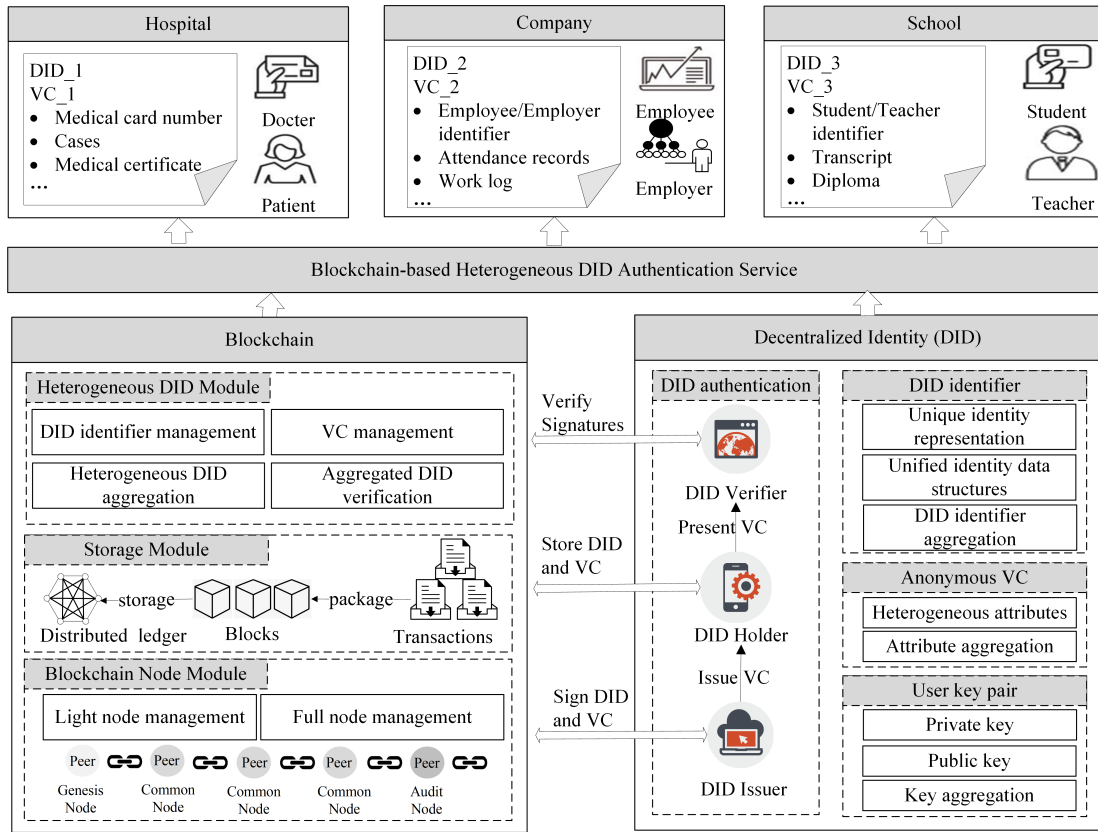 Hospital
DID_1
VC_1
• Medical card number
• Cases
• Medical certificate
...
Docter
Patient
Company
DID_2
VC_2
• Employee/Employer
identifier
• Attendance records
• Work log
...
Employee
Employer
School
DID_3
VC_3
• Student/Teacher
identifier
• Transcript
• Diploma
...
Student
Teacher
Blockchain-based Heterogeneous DID Authentication Service
Blockchain
Heterogeneous DID Module
DID identifier management
VC management
Heterogeneous DID
aggregation
Aggregated DID
verification
Storage Module
Distributed ledger
storage
Blocks
package
Transactions
Blockchain Node Module
Light node management
Full node management
Peer
Peer
Peer
Peer
Peer
Genesis
Node
Common
Node
Common
Node
Common
Node
Audit
Node
Verify
Signatures
Store DID
and VC
Sign DID
and VC
Decentralized Identity (DID)
DID authentication
DID Verifier
Present VC
DID Holder
Issue VC
DID Issuer
DID identifier
Unique identity
representation
Unified identity data
structures
DID identifier
aggregation
Anonymous VC
Heterogeneous attributes
Attribute aggregation
User key pair
Private key
Public key
Key aggregation